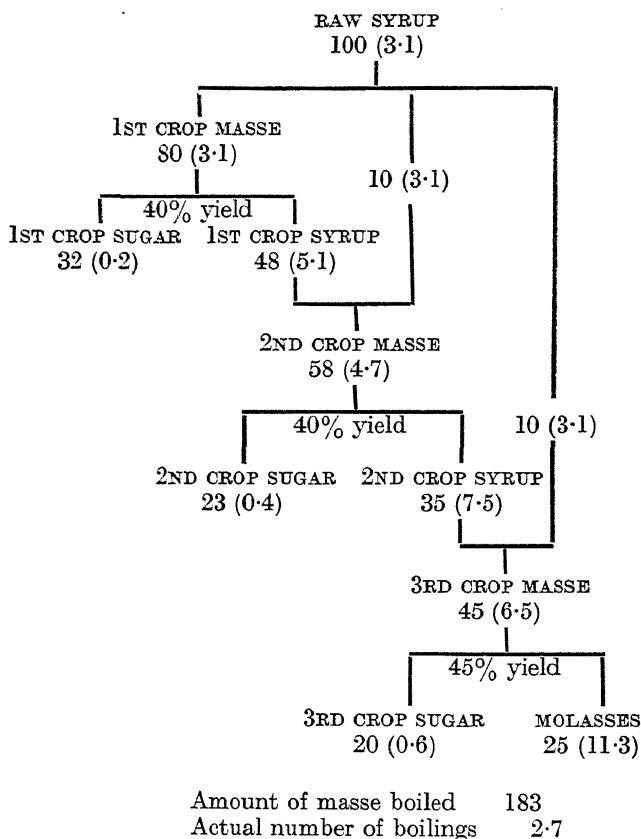 RAW SYRUP
100 (3·1)
1ST CROP MASSE
80 (3·1)
10 (3·1)
40% yield
1ST CROP SUGAR 1ST CROP SYRUP
32 (0·2) 48 (5·1)
2ND CROP MASSE
58 (4·7)
40% yield
10 (3·1)
2ND CROP SUGAR 2ND CROP SYRUP
23 (0·4) 35 (7·5)
3RD CROP MASSE
45 (6·5)
45% yield
3RD CROP SUGAR MOLASSES
20 (0·6) 25 (11·3)
Amount of masse boiled 183
Actual number of boilings 2·7